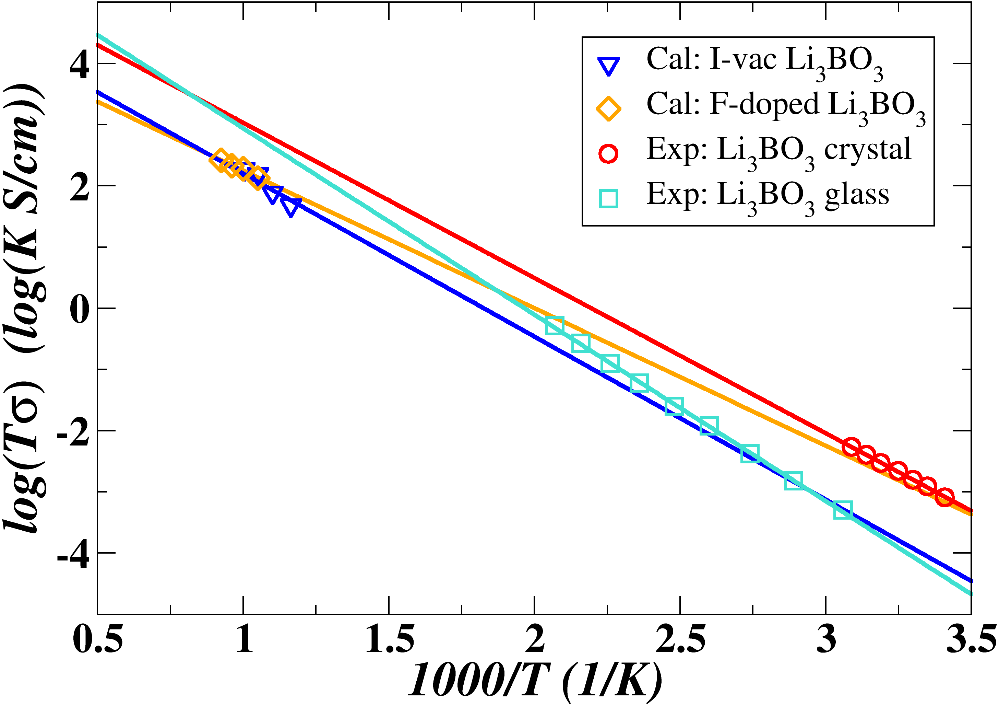 Cal: I-vac Li₃BO₃
Cal: F-doped Li₃BO₃
Exp: Li₃BO₃ crystal
Exp: Li₃BO₃ glass
log(Tσ) (log(K S/cm))
4
2
0
-2
-4
0.5 1 1.5 2 2.5 3 3.5
1000/T (1/K)